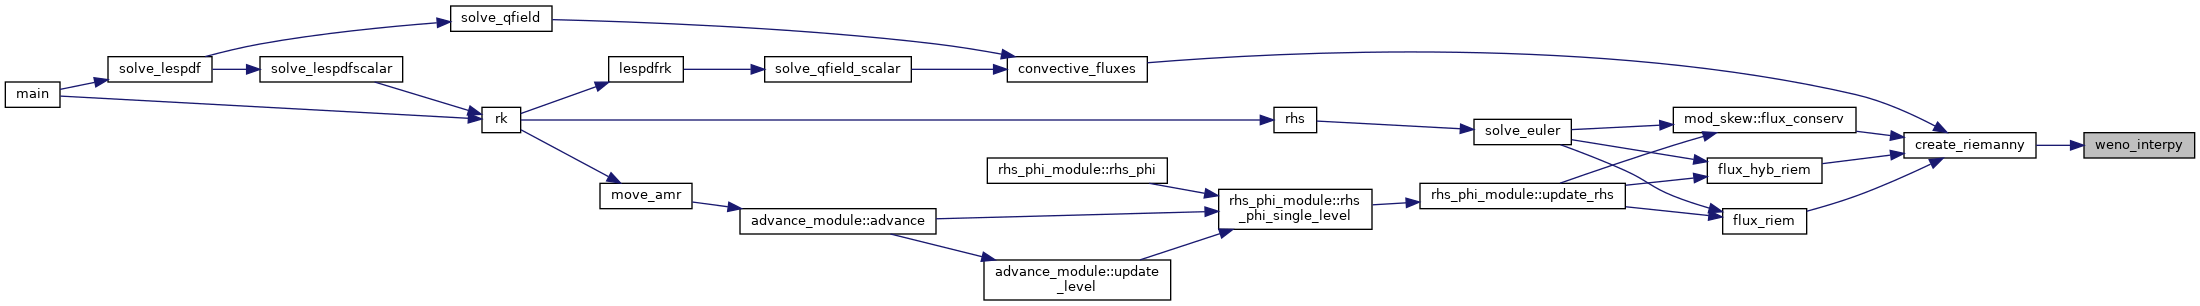 main
solve_lespdf
solve_lespdfscalar
solve_qfield
rk
lespdfrk
move_amr
solve_qfield_scalar
advance_module::advance
convective_fluxes
rhs_phi_module::rhs_phi
advance_module::update
_level
rhs
rhs_phi_module::rhs
_phi_single_level
solve_euler
rhs_phi_module::update_rhs
mod_skew::flux_conserv
flux_hyb_riem
flux_riem
create_riemanny
weno_interpy